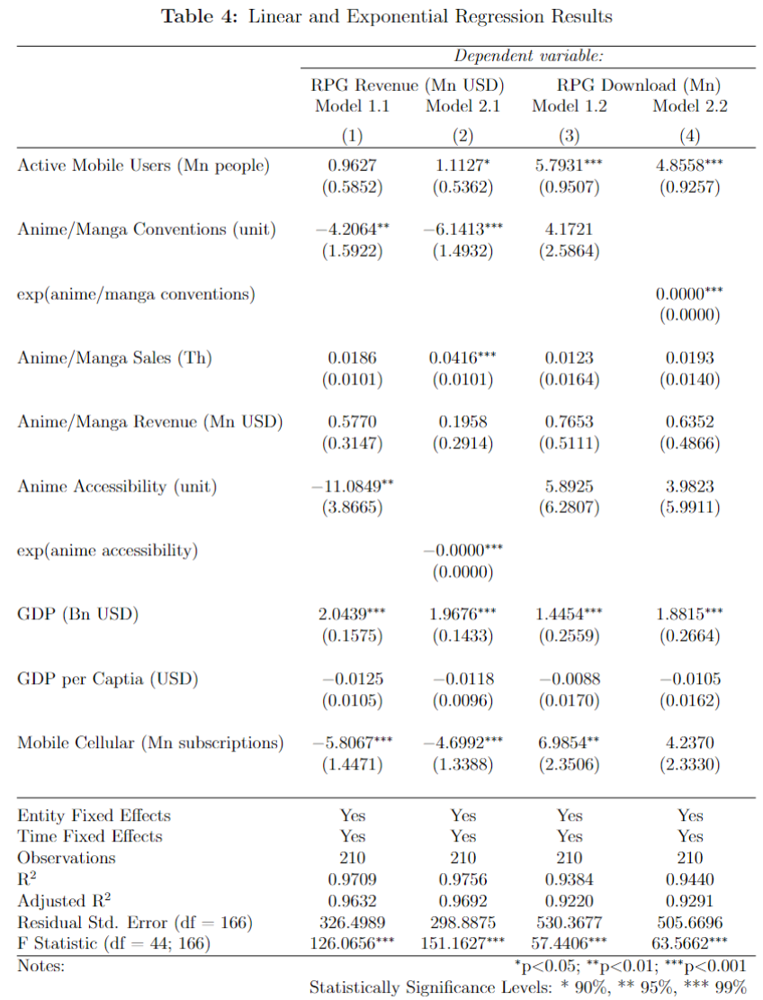 Table 4: Linear and Exponential Regression Results
Dependent variable:
RPG Revenue (Mn USD) RPG Download (Mn)
Model 1.1 Model 2.1 Model 1.2 Model 2.2
(1) (2) (3) (4)
Active Mobile Users (Mn people) 0.9627 1.1127* 5.7931*** 4.8558***
(0.5852) (0.5362) (0.9507) (0.9257)
Anime/Manga Conventions (unit) −4.2064** −6.1413*** 4.1721
(1.5922) (1.4932) (2.5864)
exp(anime/manga conventions) 0.0000***
(0.0000)
Anime/Manga Sales (Th) 0.0186 0.0416*** 0.0123 0.0193
(0.0101) (0.0101) (0.0164) (0.0140)
Anime/Manga Revenue (Mn USD) 0.5770 0.1958 0.7653 0.6352
(0.3147) (0.2914) (0.5111) (0.4866)
Anime Accessibility (unit) −11.0849** 5.8925 3.9823
(3.8665) (6.2807) (5.9911)
exp(anime accessibility) −0.0000***
(0.0000)
GDP (Bn USD) 2.0439*** 1.9676*** 1.4454*** 1.8815***
(0.1575) (0.1433) (0.2559) (0.2664)
GDP per Captia (USD) −0.0125 −0.0118 −0.0088 −0.0105
(0.0105) (0.0096) (0.0170) (0.0162)
Mobile Cellular (Mn subscriptions) −5.8067*** −4.6992*** 6.9854** 4.2370
(1.4471) (1.3388) (2.3506) (2.3330)
Entity Fixed Effects Yes Yes Yes Yes
Time Fixed Effects Yes Yes Yes Yes
Observations 210 210 210 210
R² 0.9709 0.9756 0.9384 0.9440
Adjusted R² 0.9632 0.9692 0.9220 0.9291
Residual Std. Error (df = 166) 326.4989 298.8875 530.3677 505.6696
F Statistic (df = 44; 166) 126.0656*** 151.1627*** 57.4406*** 63.5662***
Notes: *p<0.05; **p<0.01; ***p<0.001
Statistically Significance Levels: * 90%, ** 95%, *** 99%